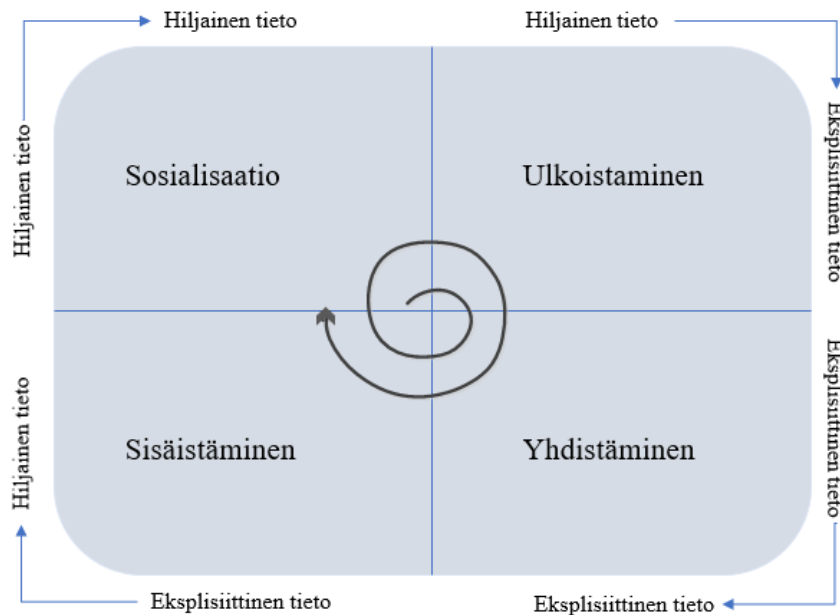 Hiljainen tieto
Hiljainen tieto
Hiljainen tieto
Eksplisiittinen tieto
Sosialisaatio
Ulkoistaminen
Sisäistäminen
Yhdistäminen
Hiljainen tieto
Eksplisiittinen tieto
Eksplisiittinen tieto
Eksplisiittinen tieto